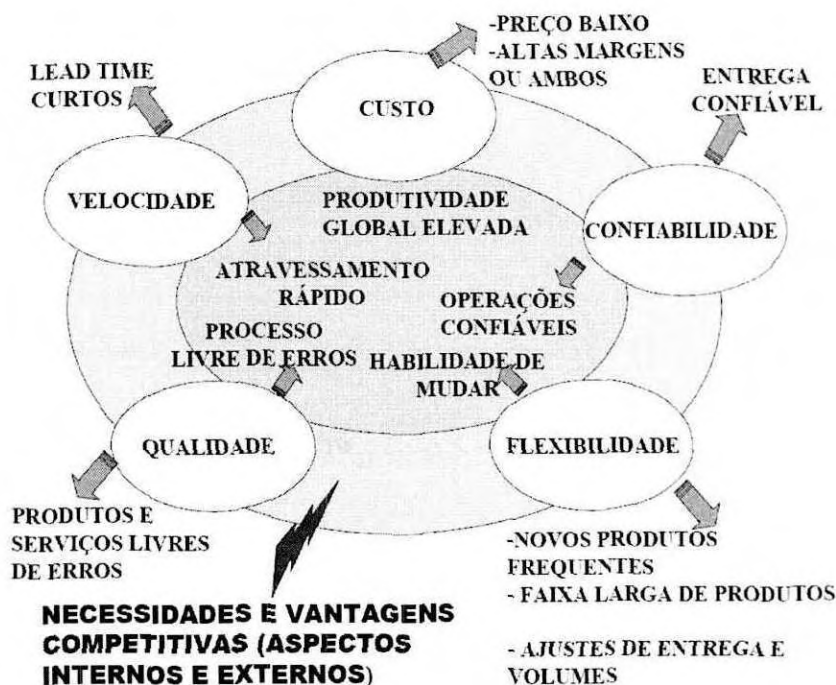 -PREÇO BAIXO
-ALTAS MARGENS
OU AMBOS
LEAD TIME
CURTOS
ENTREGA
CONFIÁVEL
CUSTO
VELOCIDADE
PRODUTIVIDADE
GLOBAL ELEVADA
CONFIABILIDADE
ATRAVESSAMENTO
RÁPIDO
OPERAÇÕES
CONFIÁVEIS
PROCESSO
LIVRE DE ERROS
HABILIDADE DE
MUDAR
QUALIDADE
FLEXIBILIDADE
PRODUTOS E
SERVIÇOS LIVRES
DE ERROS
-NOVOS PRODUTOS
FREQUENTES
- FAIXA LARGA DE PRODUTOS
- AJUSTES DE ENTREGA E
VOLUMES
NECESSIDADES E VANTAGENS
COMPETITIVAS (ASPECTOS
INTERNOS E EXTERNOS)